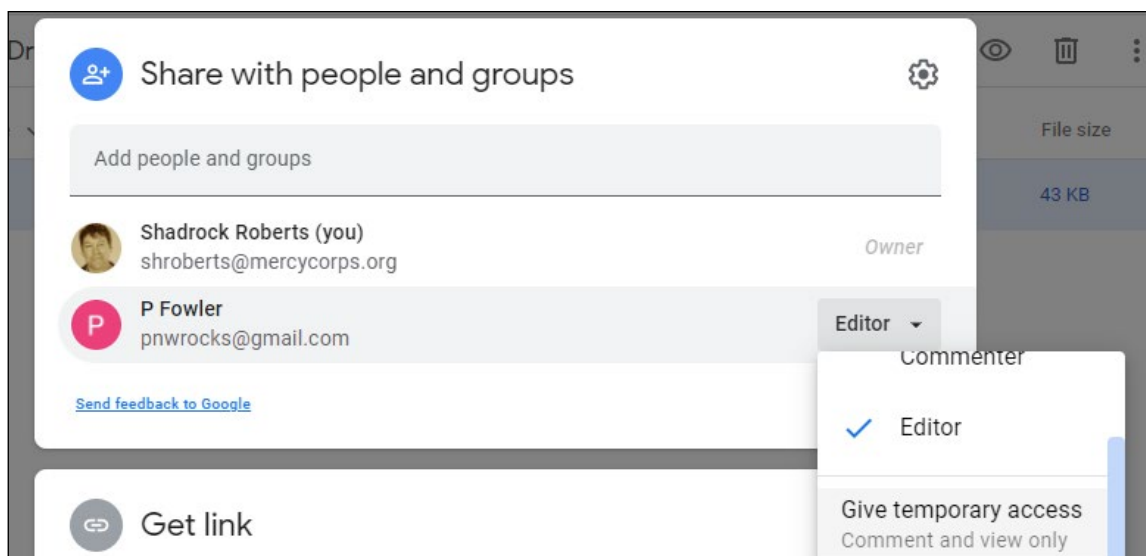 Dr
Share with people and groups
File size
Add people and groups
43 KB
Shadrock Roberts (you)
shroberts@mercycorps.org
Owner
P
P Fowler
pnwrocks@gmail.com
Editor
Commenter
Send feedback to Google
Editor
Give temporary access
Comment and view only
Get link